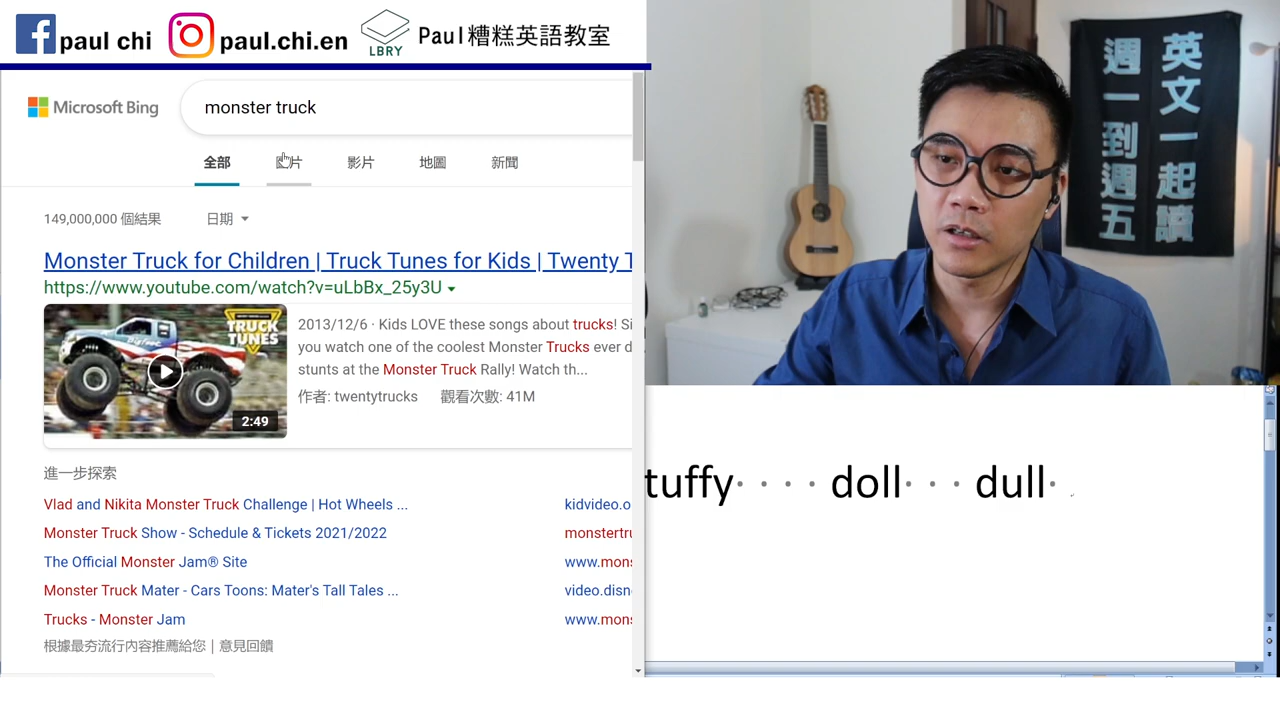 paul chi
paul.chi.en
LBRY
Paul糟糕英語教室
Microsoft Bing
monster truck
全部
圖片
影片
地圖
新聞
149,000,000 個結果
日期
Monster Truck for Children | Truck Tunes for Kids | Twenty T
https://www.youtube.com/watch?v=uLbBx_25y3U
TRUCK TUNES
Bigfoot
2:49
2013/12/6 · Kids LOVE these songs about trucks! Si
you watch one of the coolest Monster Trucks ever d
stunts at the Monster Truck Rally! Watch th...
作者: twentytrucks 觀看次數: 41M
進一步探索
Vlad and Nikita Monster Truck Challenge | Hot Wheels ... kidvideo.o
Monster Truck Show - Schedule & Tickets 2021/2022 monstertru
The Official Monster Jam® Site www.mons
Monster Truck Mater - Cars Toons: Mater's Tall Tales ... video.disn
Trucks - Monster Jam www.mons
根據最夯流行內容推薦給您 | 意見回饋
英文一起讀
週一到週五
tuffy···· doll··· dull·